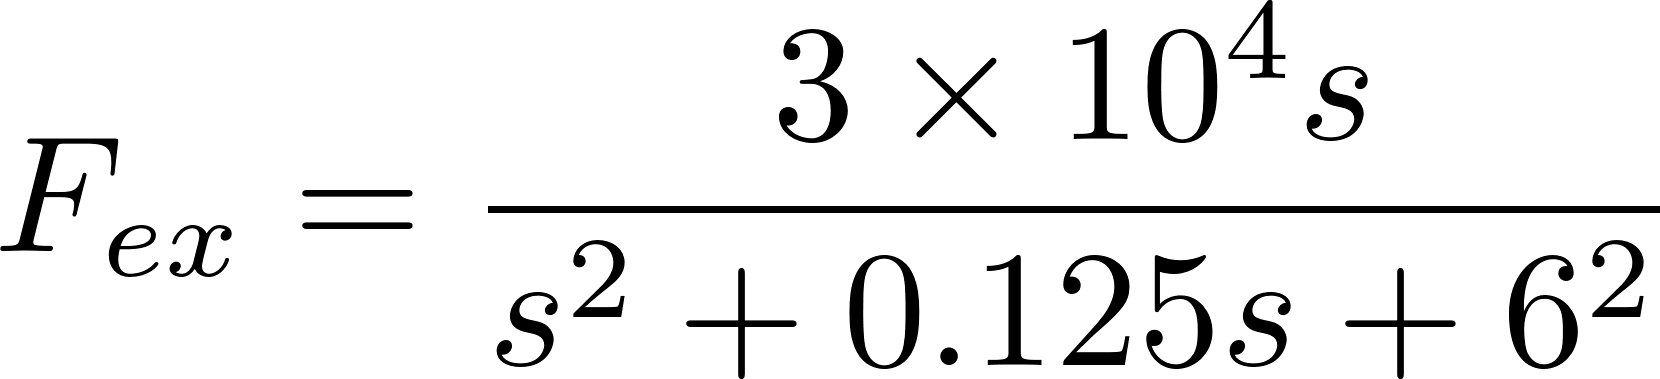 F_{ex} = \frac{3 \times 10^4 s}{s^2 + 0.125s + 6^2}